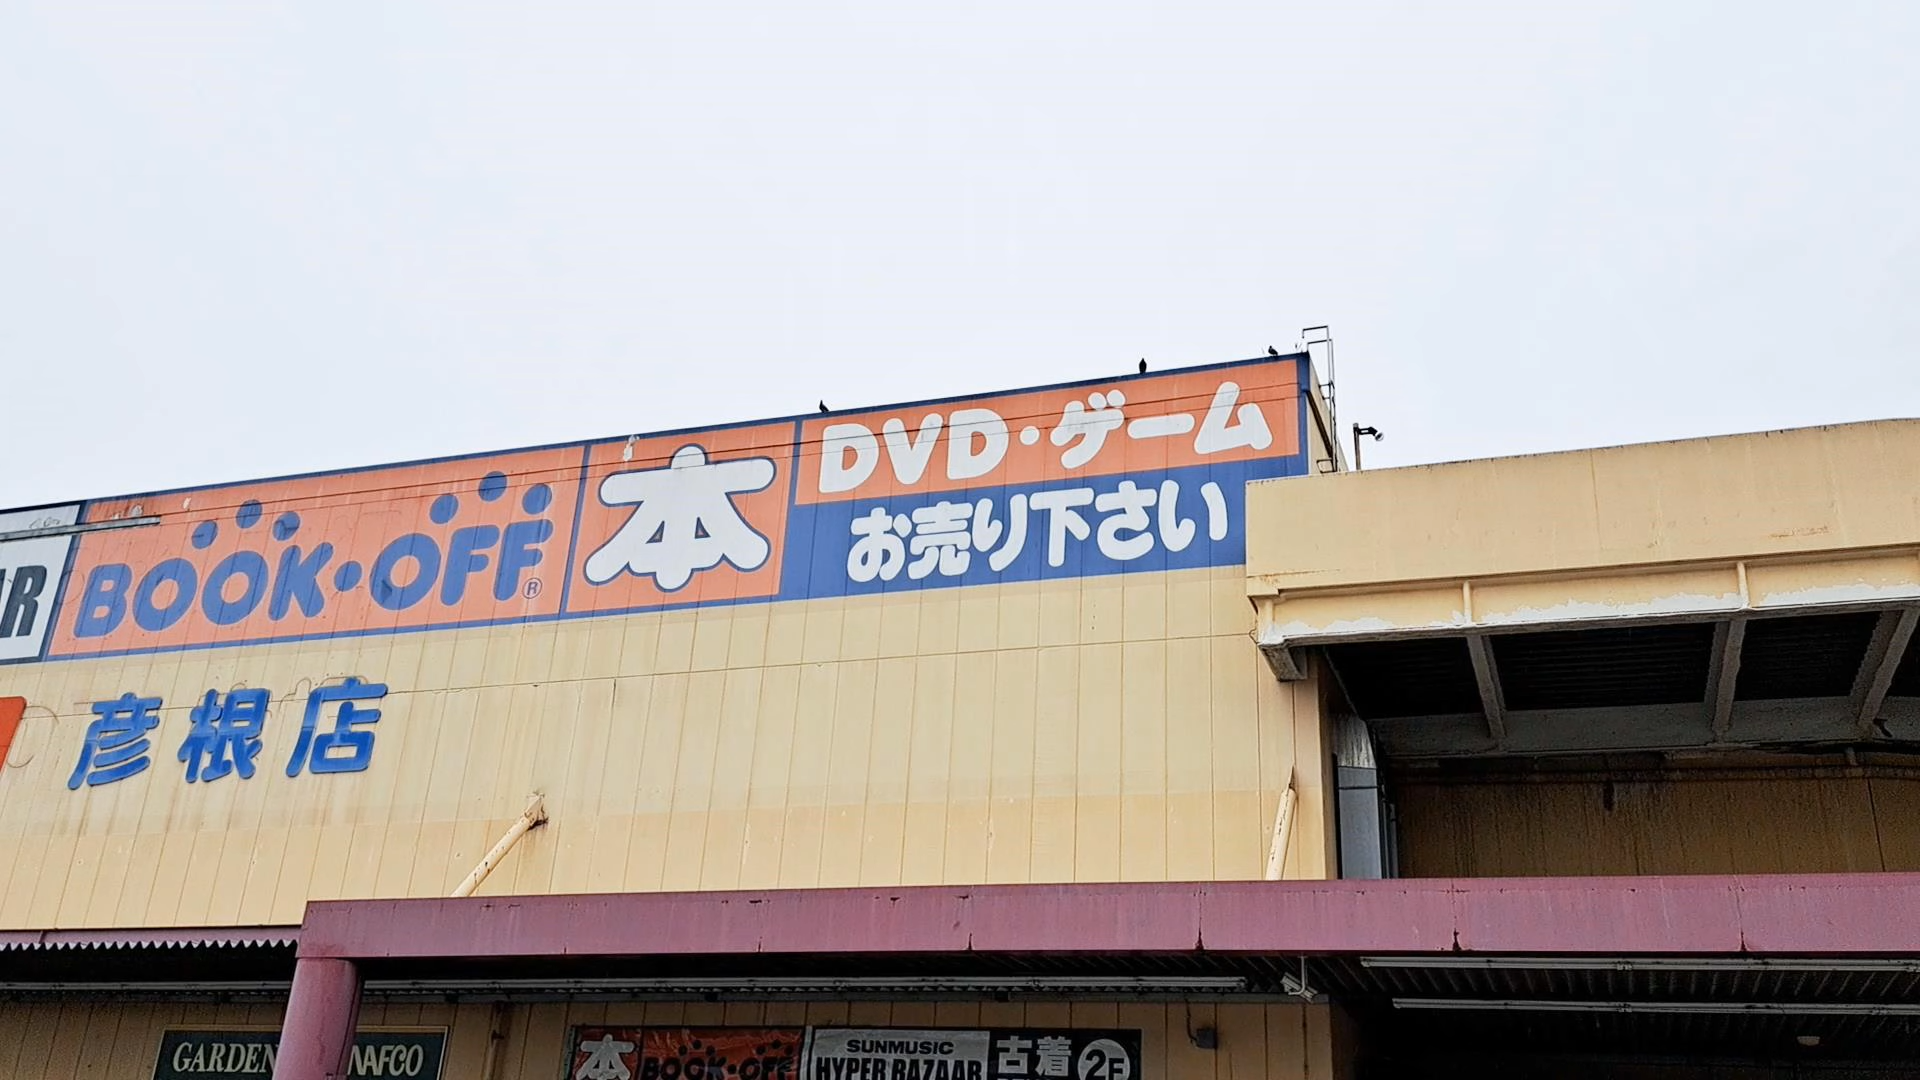 AR
BOOK・OFF®
本
DVD・ゲーム
お売り下さい
彦根店
GARDEN NAFCO
本 BOOK・OFF
SUNMUSIC
HYPER BAZAAR
古着
2F